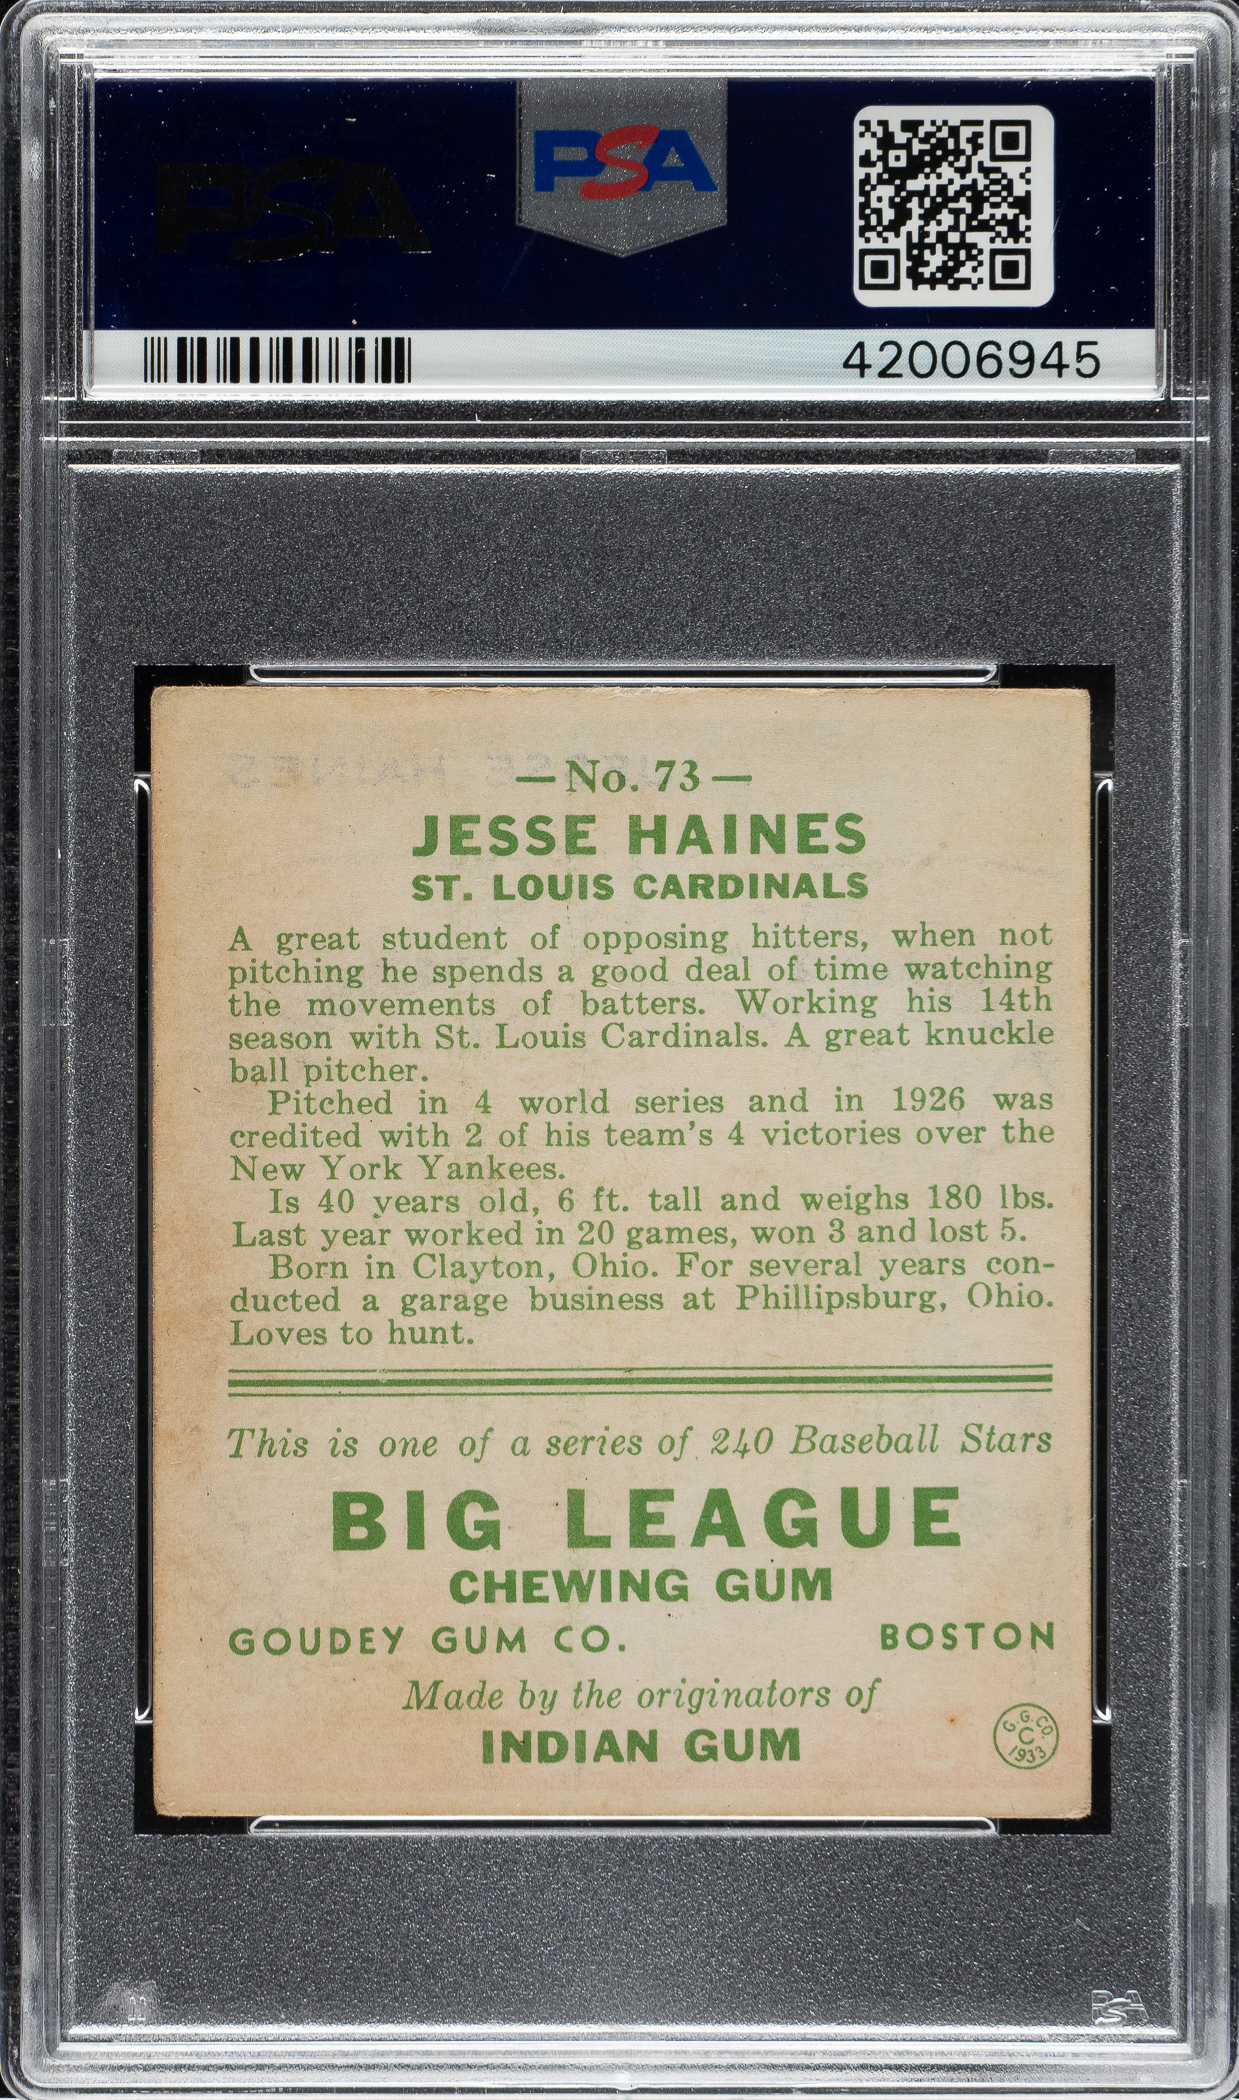 PSA
PSA
42006945
JESSE HAINES
— No. 73 —
JESSE HAINES
ST. LOUIS CARDINALS
A great student of opposing hitters, when not
pitching he spends a good deal of time watching
the movements of batters. Working his 14th
season with St. Louis Cardinals. A great knuckle
ball pitcher.
Pitched in 4 world series and in 1926 was
credited with 2 of his team's 4 victories over the
New York Yankees.
Is 40 years old, 6 ft. tall and weighs 180 lbs.
Last year worked in 20 games, won 3 and lost 5.
Born in Clayton, Ohio. For several years con-
ducted a garage business at Phillipsburg, Ohio.
Loves to hunt.
This is one of a series of 240 Baseball Stars
BIG LEAGUE
CHEWING GUM
GOUDEY GUM CO. BOSTON
Made by the originators of
INDIAN GUM
G. G. CO.
C
1933
PSA